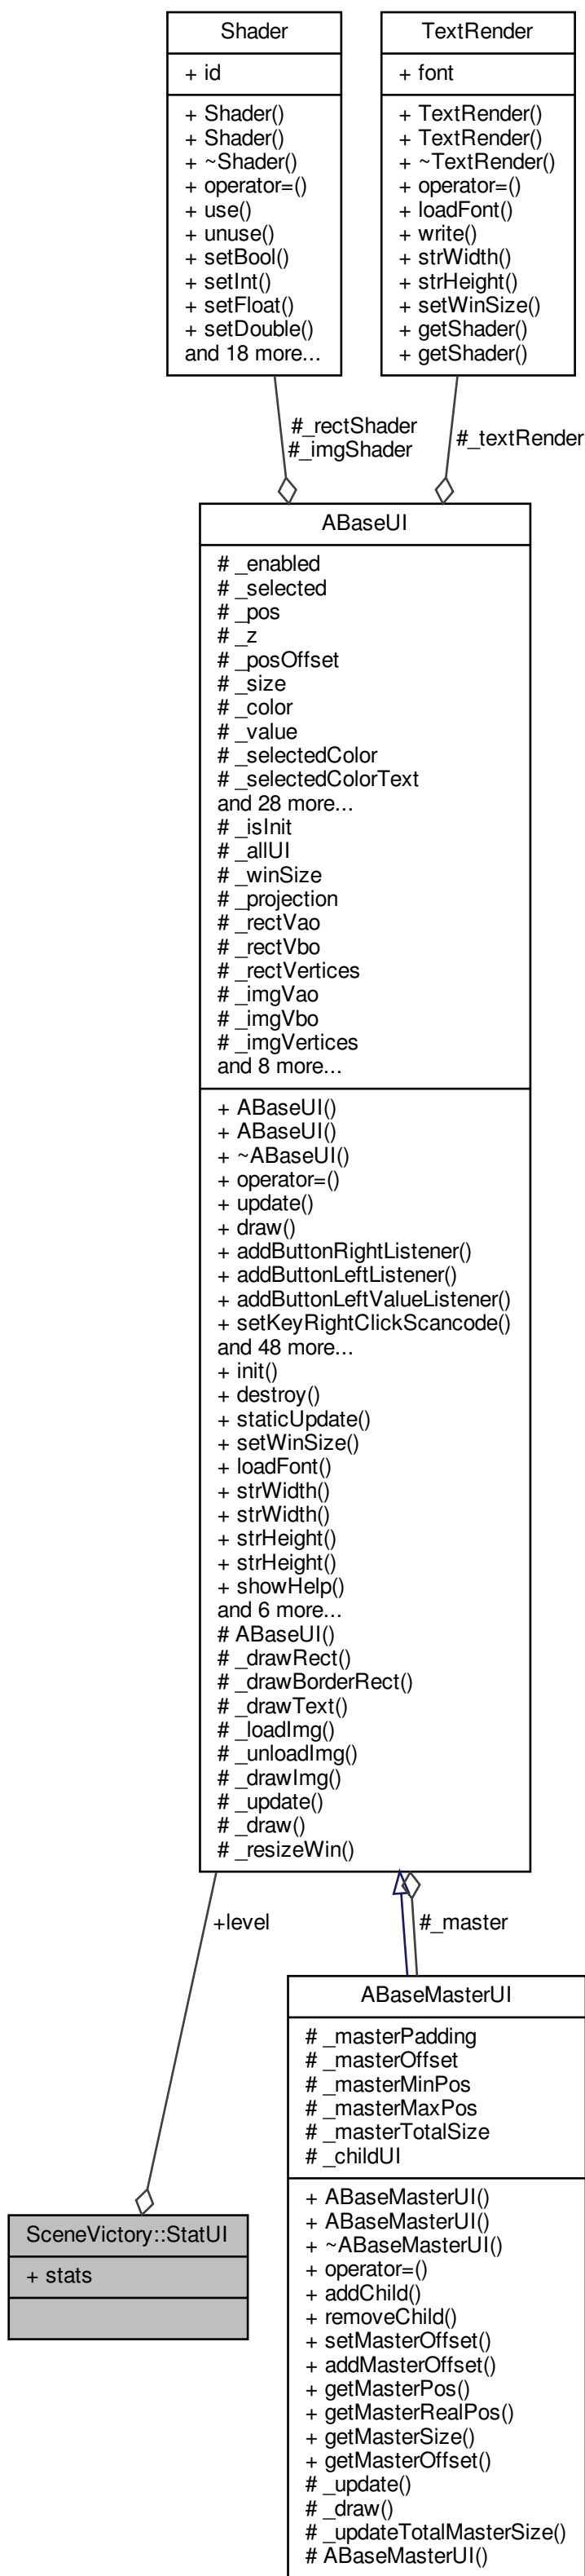 Shader
+ id
+ Shader()
+ Shader()
+ ~Shader()
+ operator=()
+ use()
+ unuse()
+ setBool()
+ setInt()
+ setFloat()
+ setDouble()
and 18 more...
TextRender
+ font
+ TextRender()
+ TextRender()
+ ~TextRender()
+ operator=()
+ loadFont()
+ write()
+ strWidth()
+ strHeight()
+ setWinSize()
+ getShader()
+ getShader()
#_rectShader
#_imgShader
#_textRender
ABaseUI
# _enabled
# _selected
# _pos
# _z
# _posOffset
# _size
# _color
# _value
# _selectedColor
# _selectedColorText
and 28 more...
# _isInit
# _allUI
# _winSize
# _projection
# _rectVao
# _rectVbo
# _rectVertices
# _imgVao
# _imgVbo
# _imgVertices
and 8 more...
+ ABaseUI()
+ ABaseUI()
+ ~ABaseUI()
+ operator=()
+ update()
+ draw()
+ addButtonRightListener()
+ addButtonLeftListener()
+ addButtonLeftValueListener()
+ setKeyRightClickScancode()
and 48 more...
+ init()
+ destroy()
+ staticUpdate()
+ setWinSize()
+ loadFont()
+ strWidth()
+ strWidth()
+ strHeight()
+ strHeight()
+ showHelp()
and 6 more...
# ABaseUI()
# _drawRect()
# _drawBorderRect()
# _drawText()
# _loadImg()
# _unloadImg()
# _drawImg()
# _update()
# _draw()
# _resizeWin()
+level
#_master
SceneVictory::StatUI
+ stats
ABaseMasterUI
# _masterPadding
# _masterOffset
# _masterMinPos
# _masterMaxPos
# _masterTotalSize
# _childUI
+ ABaseMasterUI()
+ ABaseMasterUI()
+ ~ABaseMasterUI()
+ operator=()
+ addChild()
+ removeChild()
+ setMasterOffset()
+ addMasterOffset()
+ getMasterPos()
+ getMasterRealPos()
+ getMasterSize()
+ getMasterOffset()
# _update()
# _draw()
# _updateTotalMasterSize()
# ABaseMasterUI()